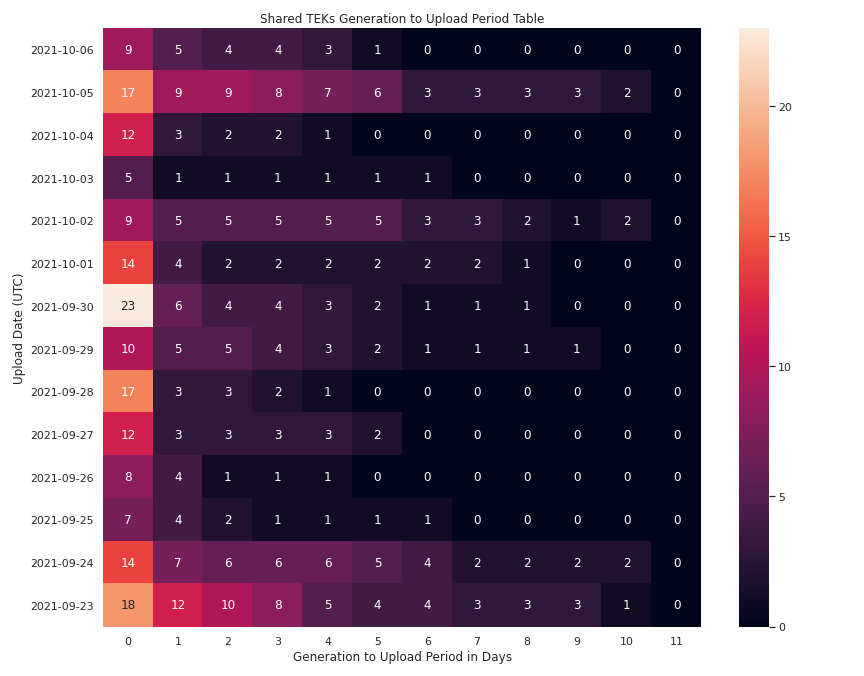 Shared TEKs Generation to Upload Period Table
Upload Date (UTC)
2021-10-06 9 5 4 4 3 1 0 0 0 0 0 0
2021-10-05 17 9 9 8 7 6 3 3 3 3 2 0
2021-10-04 12 3 2 2 1 0 0 0 0 0 0 0
2021-10-03 5 1 1 1 1 1 1 0 0 0 0 0
2021-10-02 9 5 5 5 5 5 3 3 2 1 2 0
2021-10-01 14 4 2 2 2 2 2 2 1 0 0 0
2021-09-30 23 6 4 4 3 2 1 1 1 0 0 0
2021-09-29 10 5 5 4 3 2 1 1 1 1 0 0
2021-09-28 17 3 3 2 1 0 0 0 0 0 0 0
2021-09-27 12 3 3 3 3 2 0 0 0 0 0 0
2021-09-26 8 4 1 1 1 0 0 0 0 0 0 0
2021-09-25 7 4 2 1 1 1 1 0 0 0 0 0
2021-09-24 14 7 6 6 6 5 4 2 2 2 2 0
2021-09-23 18 12 10 8 5 4 4 3 3 3 1 0
0 1 2 3 4 5 6 7 8 9 10 11
Generation to Upload Period in Days
20
15
10
5
0